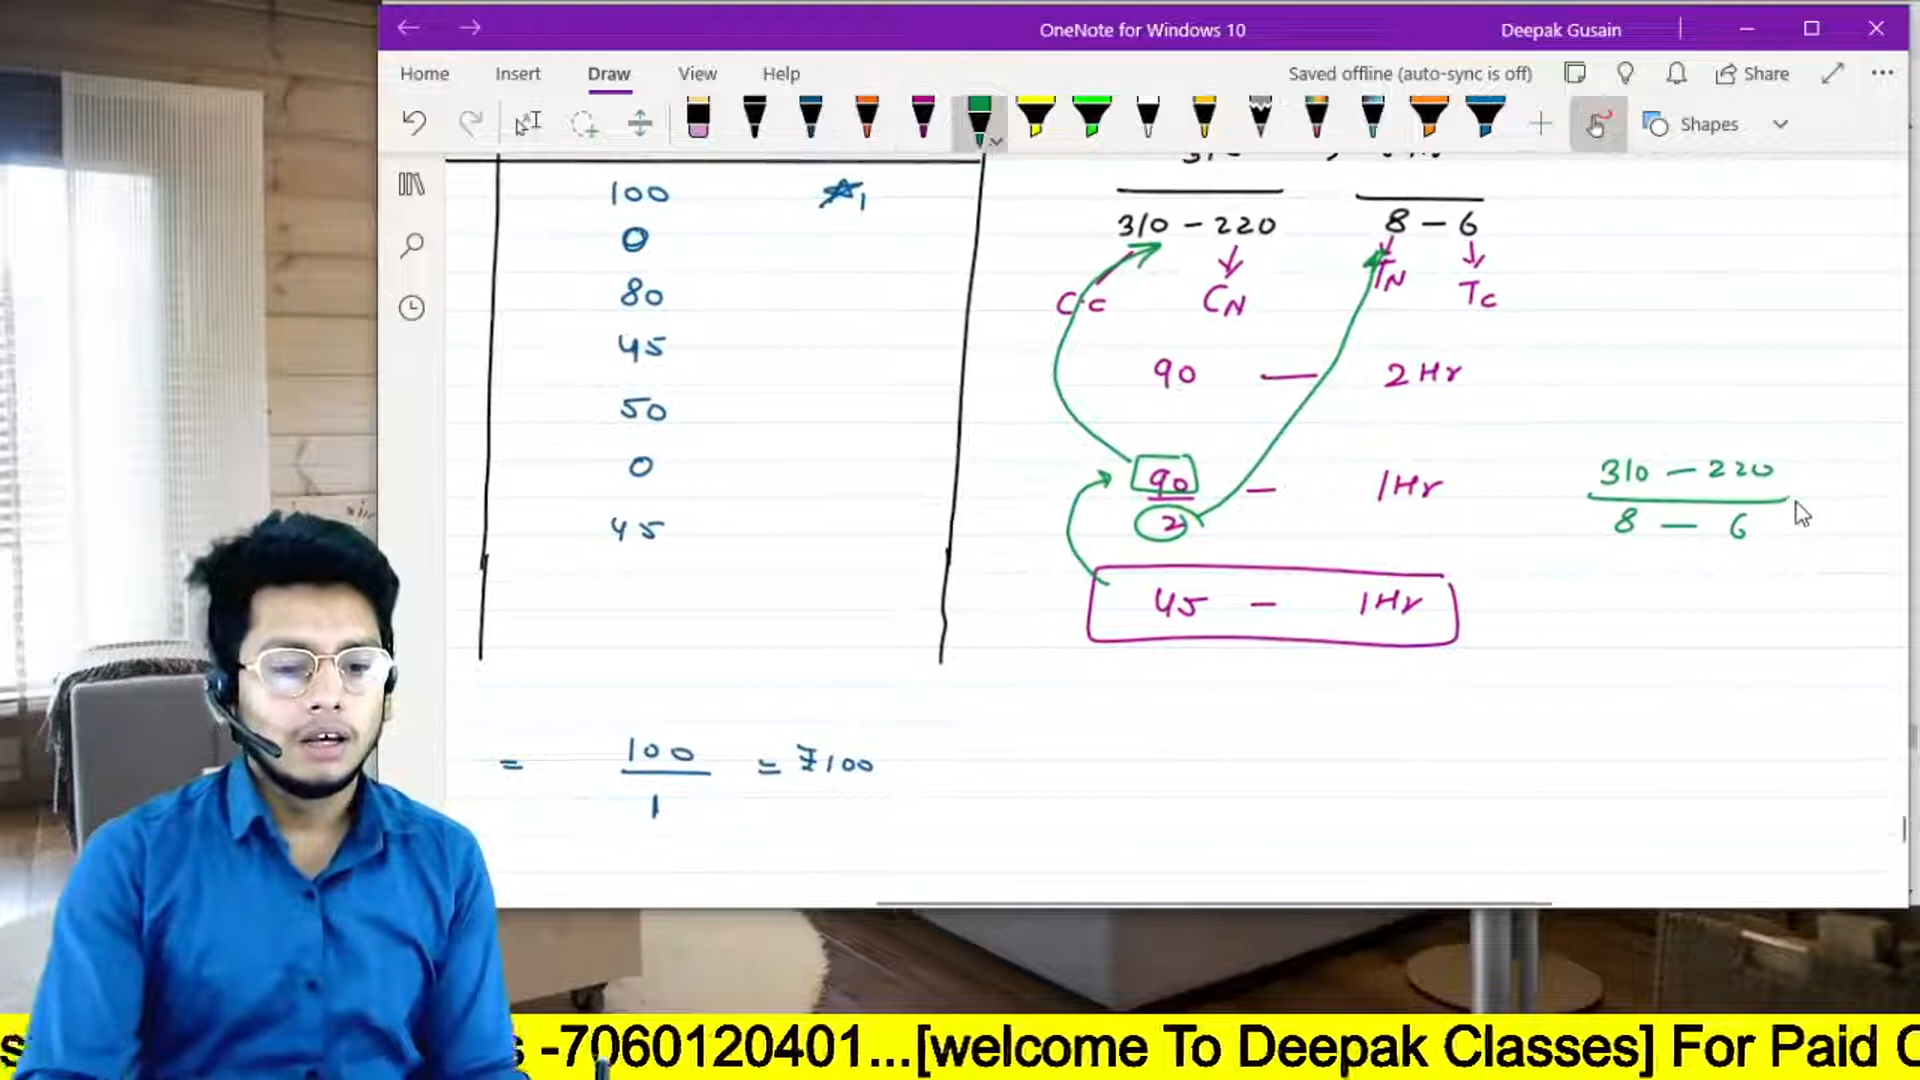 OneNote for Windows 10
Deepak Gusain
Home Insert Draw View Help
Saved offline (auto-sync is off)
Share
Shapes
100
0
80
45
50
0
45
= 100/1 = ₹100
310 - 220 8 - 6
C.C CN TN TC
90 — 2 Hr
90/2 — 1 Hr
45 — 1 Hr
310 - 220
8 - 6
-7060120401...[welcome To Deepak Classes] For Paid C